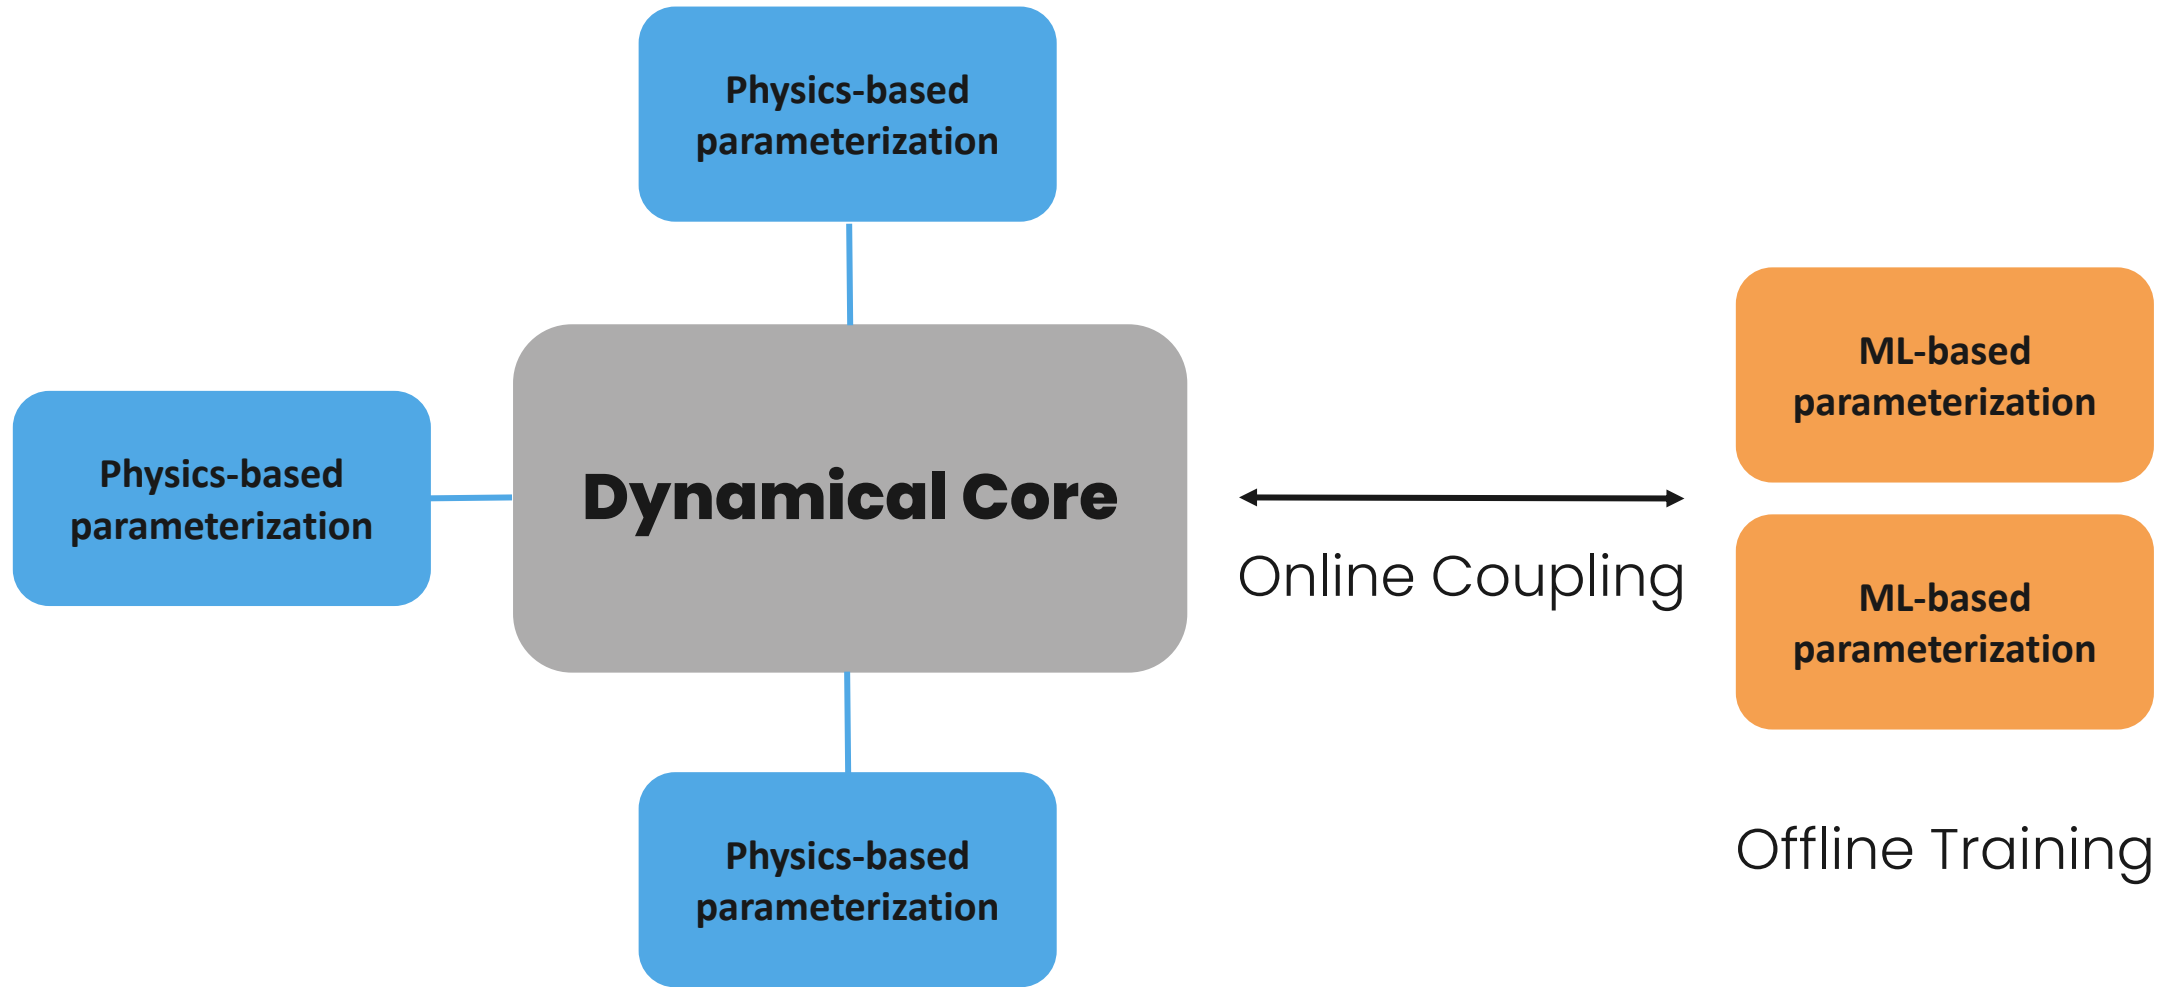 Physics-based
parameterization
Physics-based
parameterization
Dynamical Core
Physics-based
parameterization
Online Coupling
ML-based
parameterization
ML-based
parameterization
Offline Training